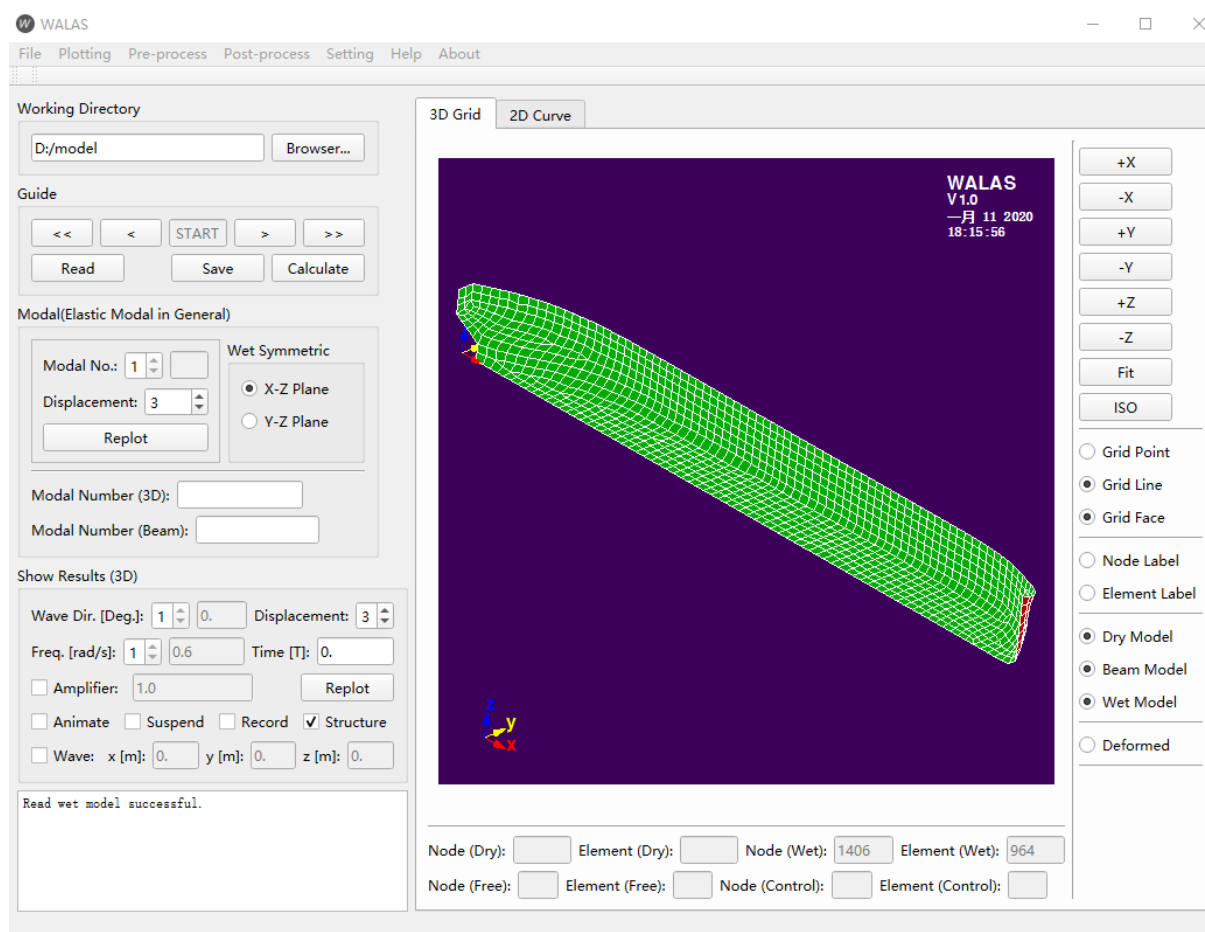 WALAS
File Plotting Pre-process Post-process Setting Help About
Working Directory
D:/model Browser...
Guide
<< < START > >>
Read Save Calculate
Modal(Elastic Modal in General)
Modal No.: 1
Displacement: 3
Replot
Wet Symmetric
X-Z Plane
Y-Z Plane
Modal Number (3D):
Modal Number (Beam):
Show Results (3D)
Wave Dir. [Deg.]: 1 0. Displacement: 3
Freq. [rad/s]: 1 0.6 Time [T]: 0.
Amplifier: 1.0 Replot
Animate Suspend Record Structure
Wave: x [m]: 0. y [m]: 0. z [m]: 0.
Read wet model successful.
3D Grid 2D Curve
WALAS
V1.0
一月 11 2020
18:15:56
z
y
x
+X
-X
+Y
-Y
+Z
-Z
Fit
ISO
Grid Point
Grid Line
Grid Face
Node Label
Element Label
Dry Model
Beam Model
Wet Model
Deformed
Node (Dry): Element (Dry): Node (Wet): 1406 Element (Wet): 964
Node (Free): Element (Free): Node (Control): Element (Control):